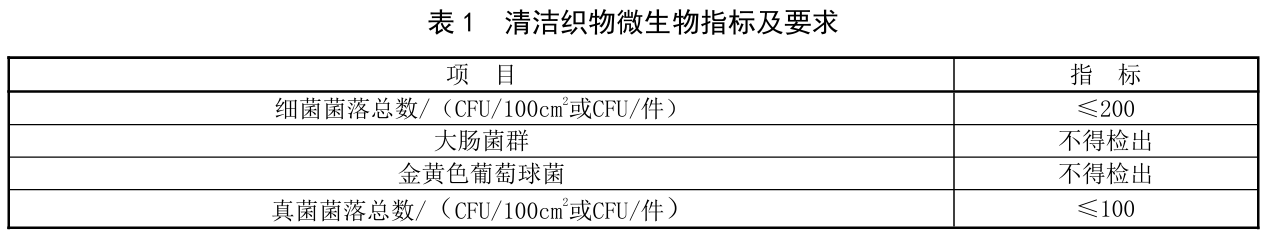 表1 清洁织物微生物指标及要求
项 目 指 标
细菌菌落总数/（CFU/100cm²或CFU/件） ≤200
大肠菌群 不得检出
金黄色葡萄球菌 不得检出
真菌菌落总数/（CFU/100cm²或CFU/件） ≤100